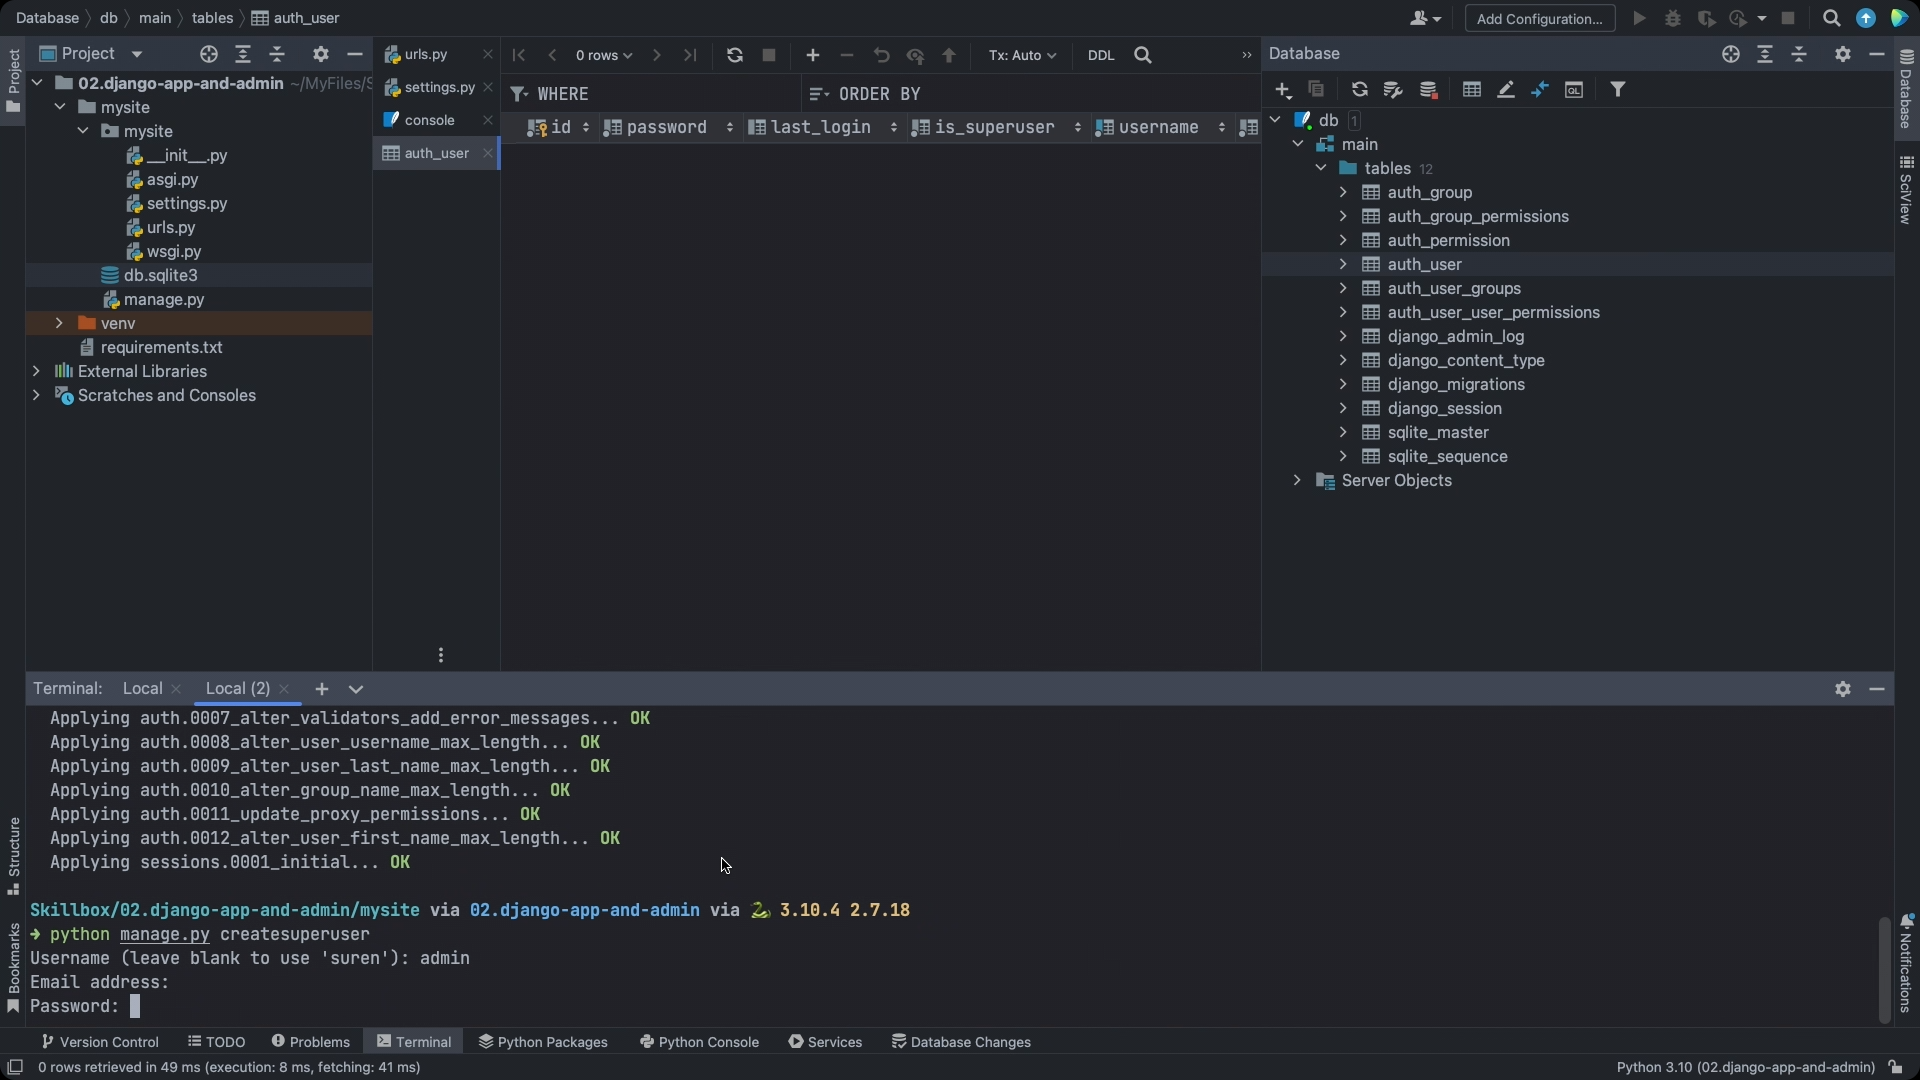 Database db main tables auth_user
Add Configuration...
Project
Project
02.django-app-and-admin ~/MyFiles/S
mysite
mysite
__init__.py
asgi.py
settings.py
urls.py
wsgi.py
db.sqlite3
manage.py
venv
requirements.txt
External Libraries
Scratches and Consoles
urls.py
settings.py
console
auth_user
0 rows
Tx: Auto
DDL
WHERE
ORDER BY
id password last_login is_superuser username
Database
db 1
main
tables 12
auth_group
auth_group_permissions
auth_permission
auth_user
auth_user_groups
auth_user_user_permissions
django_admin_log
django_content_type
django_migrations
django_session
sqlite_master
sqlite_sequence
Server Objects
Database
SciView
Notifications
Structure
Bookmarks
Terminal: Local Local (2)
Applying auth.0007_alter_validators_add_error_messages... OK
Applying auth.0008_alter_user_username_max_length... OK
Applying auth.0009_alter_user_last_name_max_length... OK
Applying auth.0010_alter_group_name_max_length... OK
Applying auth.0011_update_proxy_permissions... OK
Applying auth.0012_alter_user_first_name_max_length... OK
Applying sessions.0001_initial... OK
Skillbox/02.django-app-and-admin/mysite via 02.django-app-and-admin via 🐍 3.10.4 2.7.18
➜ python manage.py createsuperuser
Username (leave blank to use 'suren'): admin
Email address:
Password:
Version Control TODO Problems Terminal Python Packages Python Console Services Database Changes
0 rows retrieved in 49 ms (execution: 8 ms, fetching: 41 ms)
Python 3.10 (02.django-app-and-admin)